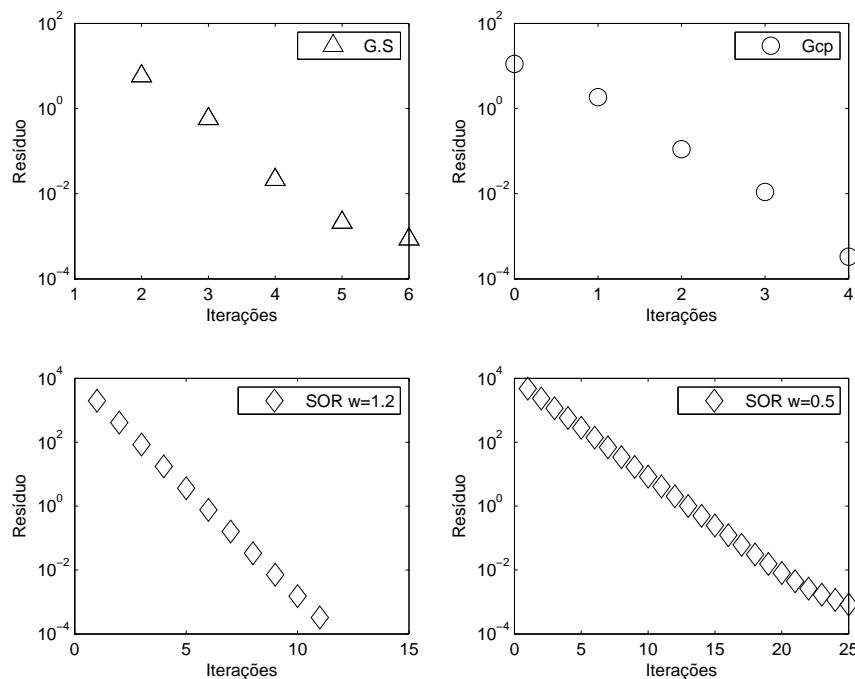 10^2
10^0
10^−2
10^−4
Resíduo
1 2 3 4 5 6
Iterações
G.S
10^2
10^0
10^−2
10^−4
Resíduo
0 1 2 3 4
Iterações
Gcp
10^4
10^2
10^0
10^−2
10^−4
Resíduo
0 5 10 15
Iterações
SOR w=1.2
10^4
10^2
10^0
10^−2
10^−4
Resíduo
0 5 10 15 20 25
Iterações
SOR w=0.5